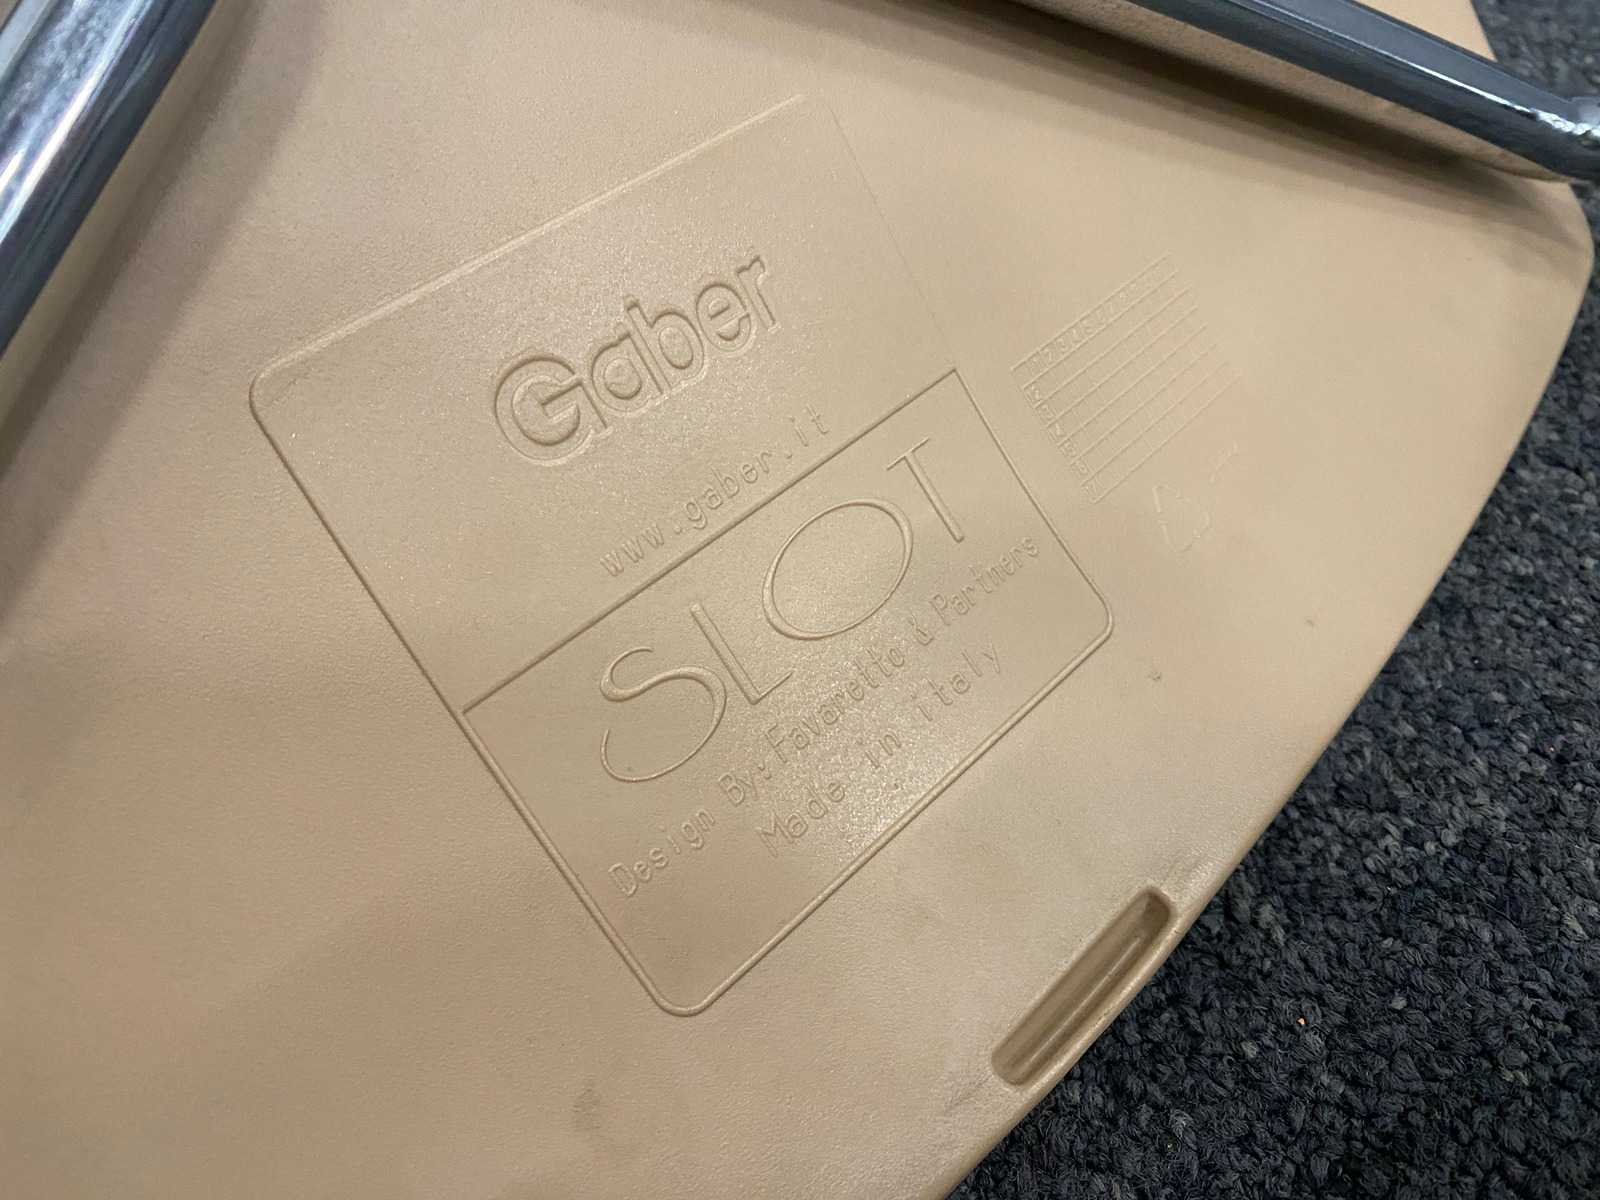 Gaber
www.gaber.it
SLOT
Design By: Favaretto & Partners
Made in italy